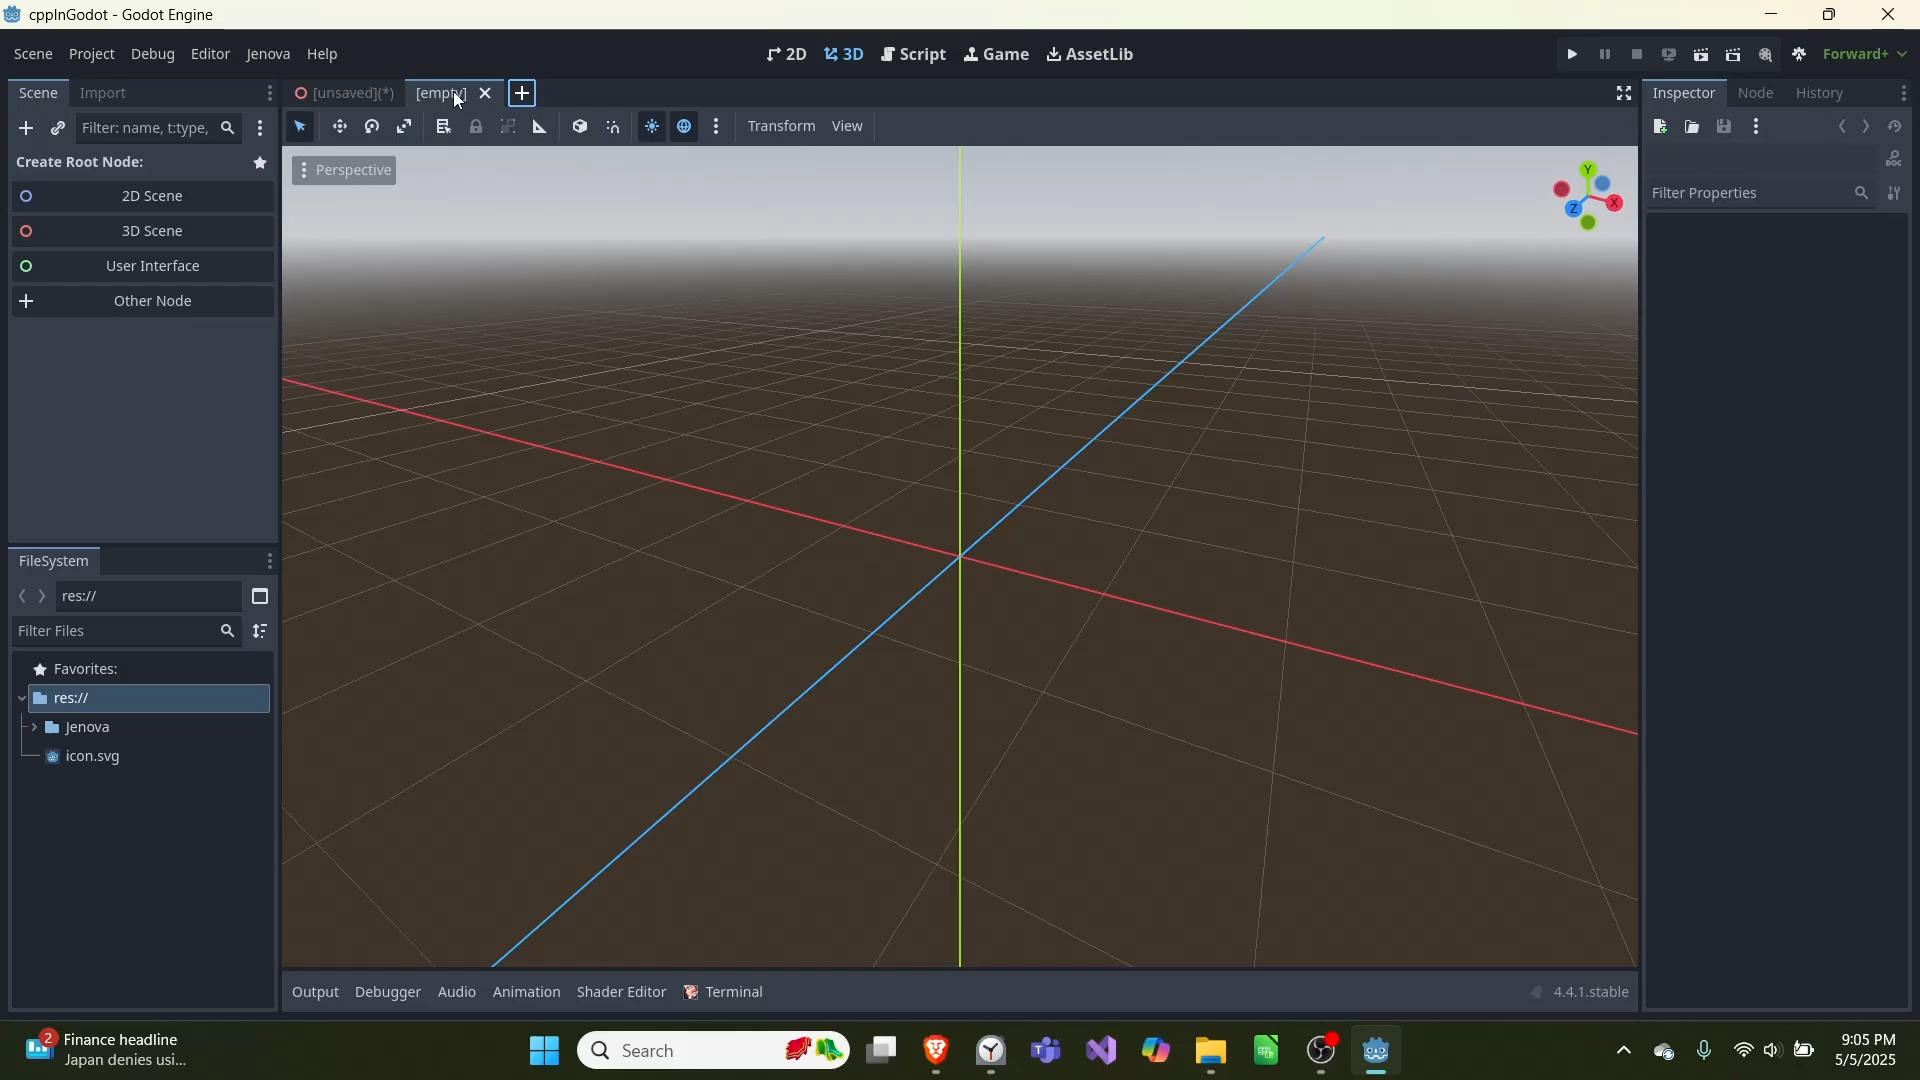 cppInGodot - Godot Engine
Scene Project Debug Editor Jenova Help
2D 3D Script Game AssetLib
Forward+
Scene Import
[unsaved](*) [empty]
Inspector Node History
Filter: name, t:type,
Transform View
Create Root Node:
Perspective
Y
X
Z
DOC
Filter Properties
2D Scene
3D Scene
User Interface
Other Node
FileSystem
res://
Filter Files
Favorites:
res://
Jenova
icon.svg
Output Debugger Audio Animation Shader Editor Terminal
4.4.1.stable
2
Finance headline
Japan denies usi...
Search
9:05 PM
5/5/2025